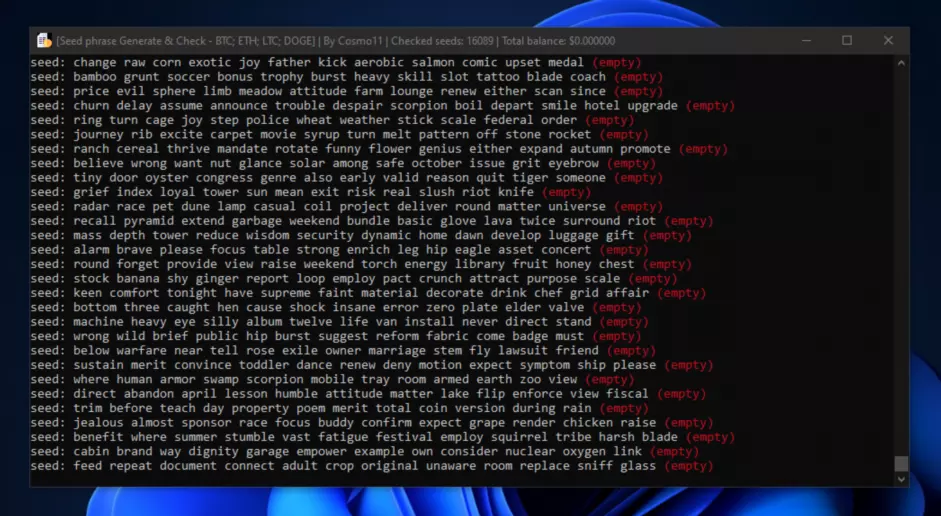 [Seed phrase Generate & Check - BTC; ETH; LTC; DOGE] | By Cosmo11 | Checked seeds: 16089 | Total balance: $0.000000
seed: change raw corn exotic joy father kick aerobic salmon comic upset medal (empty)
seed: bamboo grunt soccer bonus trophy burst heavy skill slot tattoo blade coach (empty)
seed: price evil sphere limb meadow attitude farm lounge renew either scan since (empty)
seed: churn delay assume announce trouble despair scorpion boil depart smile hotel upgrade (empty)
seed: ring turn cage joy step police wheat weather stick scale federal order (empty)
seed: journey rib excite carpet movie syrup turn melt pattern off stone rocket (empty)
seed: ranch cereal thrive mandate rotate funny flower genius either expand autumn promote (empty)
seed: believe wrong want nut glance solar among safe october issue grit eyebrow (empty)
seed: tiny door oyster congress genre also early valid reason quit tiger someone (empty)
seed: grief index loyal tower sun mean exit risk real slush riot knife (empty)
seed: radar race pet dune lamp casual coil project deliver round matter universe (empty)
seed: recall pyramid extend garbage weekend bundle basic glove lava twice surround riot (empty)
seed: mass depth tower reduce wisdom security dynamic home dawn develop luggage gift (empty)
seed: alarm brave please focus table strong enrich leg hip eagle asset concert (empty)
seed: round forget provide view raise weekend torch energy library fruit honey chest (empty)
seed: stock banana shy ginger report loop employ pact crunch attract purpose scale (empty)
seed: keen comfort tonight have supreme faint material decorate drink chef grid affair (empty)
seed: bottom three caught hen cause shock insane error zero plate elder valve (empty)
seed: machine heavy eye silly album twelve life van install never direct stand (empty)
seed: wrong wild brief public hip burst suggest reform fabric come badge must (empty)
seed: below warfare near tell rose exile owner marriage stem fly lawsuit friend (empty)
seed: sustain merit convince toddler dance renew deny motion expect symptom ship please (empty)
seed: where human armor swamp scorpion mobile tray room armed earth zoo view (empty)
seed: direct abandon april lesson humble attitude matter lake flip enforce view fiscal (empty)
seed: trim before teach day property poem merit total coin version during rain (empty)
seed: jealous almost sponsor race focus buddy confirm expect grape render chicken raise (empty)
seed: benefit where summer stumble vast fatigue festival employ squirrel tribe harsh blade (empty)
seed: cabin brand way dignity garage empower example own consider nuclear oxygen link (empty)
seed: feed repeat document connect adult crop original unaware room replace sniff glass (empty)